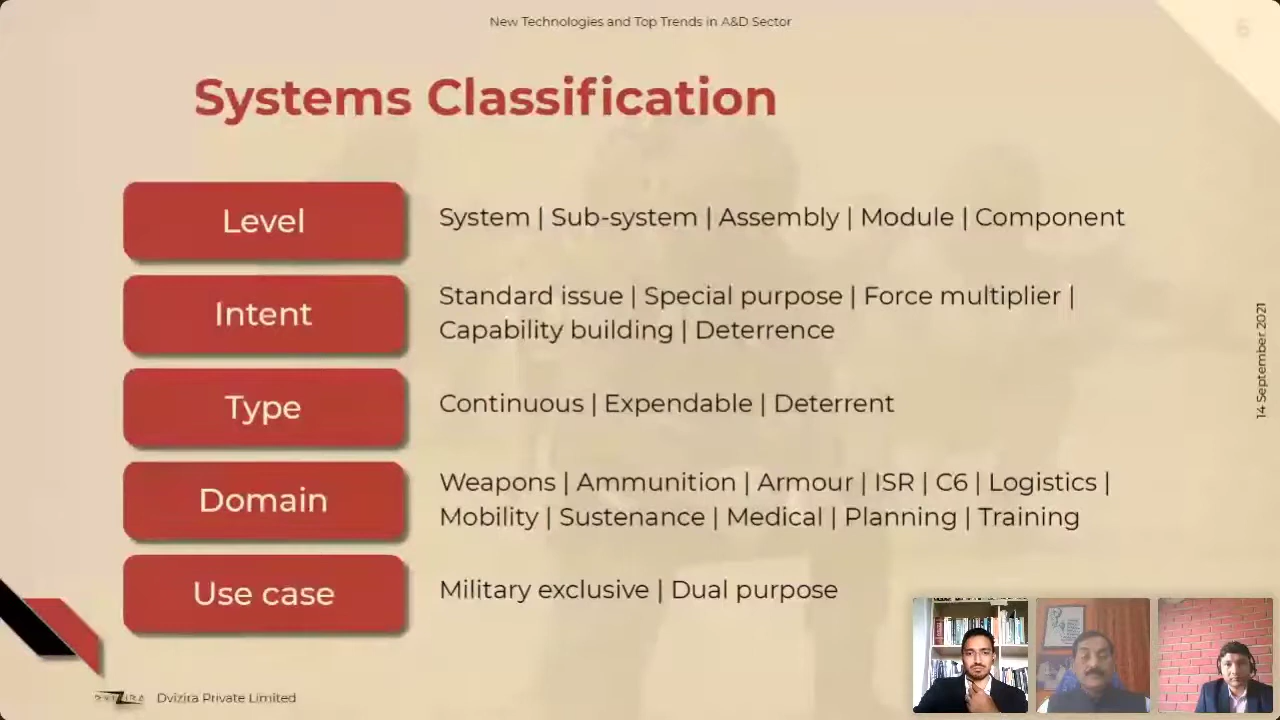 New Technologies and Top Trends in A&D Sector
6
Systems Classification
Level
System | Sub-system | Assembly | Module | Component
Intent
Standard issue | Special purpose | Force multiplier |
Capability building | Deterrence
Type
Continuous | Expendable | Deterrent
Domain
Weapons | Ammunition | Armour | ISR | C6 | Logistics |
Mobility | Sustenance | Medical | Planning | Training
Use case
Military exclusive | Dual purpose
14 September 2021
DVIZIRA
Dvizira Private Limited